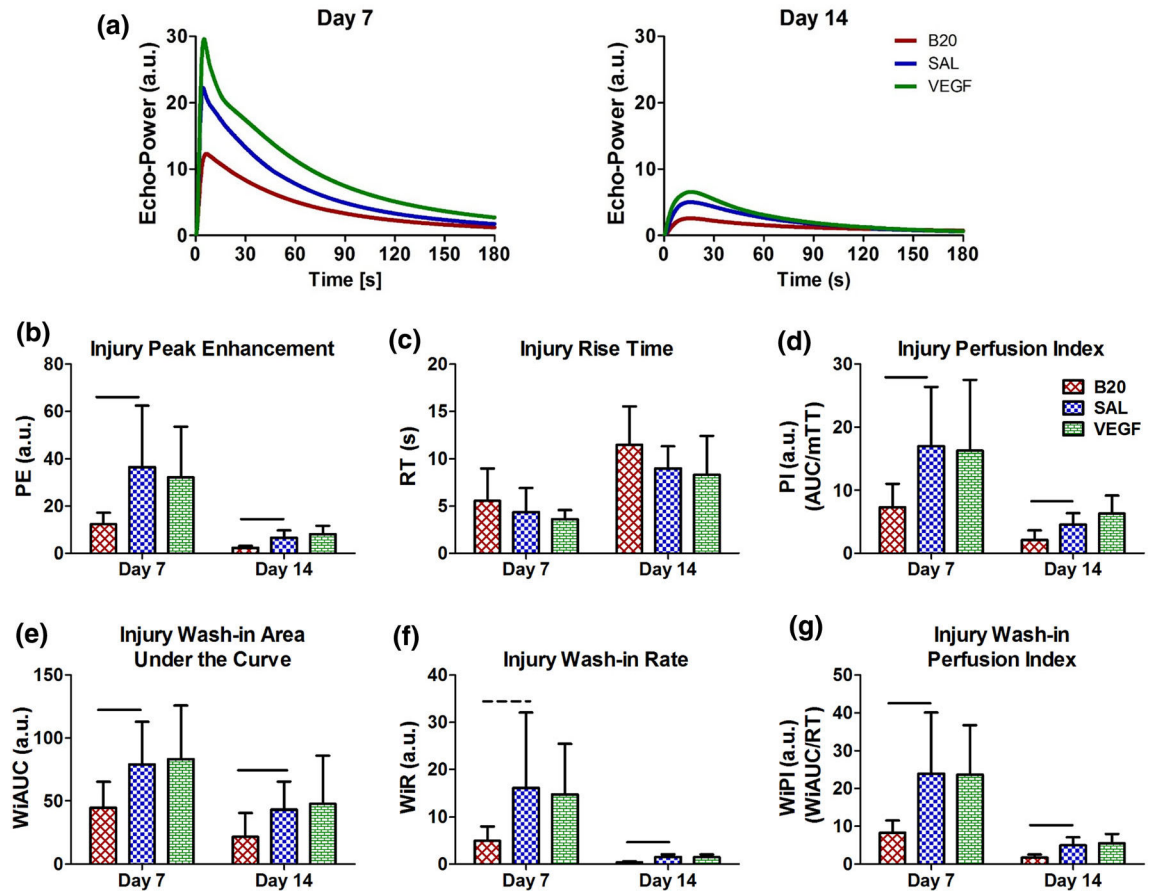 (a)
Day 7
Day 14
Echo-Power (a.u.)
30
20
10
0
0 30 60 90 120 150 180
Time [s]
Echo-Power (a.u.)
30
20
10
0
0 30 60 90 120 150 180
Time (s)
B20
SAL
VEGF
(b)
Injury Peak Enhancement
PE (a.u.)
80
60
40
20
0
Day 7 Day 14
(c)
Injury Rise Time
RT (s)
20
15
10
5
0
Day 7 Day 14
(d)
Injury Perfusion Index
PI (a.u.)
(AUC/mTT)
30
20
10
0
Day 7 Day 14
B20
SAL
VEGF
(e)
Injury Wash-in Area
Under the Curve
WiAUC (a.u.)
150
100
50
0
Day 7 Day 14
(f)
Injury Wash-in Rate
WiR (a.u.)
40
30
20
10
0
Day 7 Day 14
(g)
Injury Wash-in
Perfusion Index
WiPI (a.u.)
(WiAUC/RT)
50
40
30
20
10
0
Day 7 Day 14